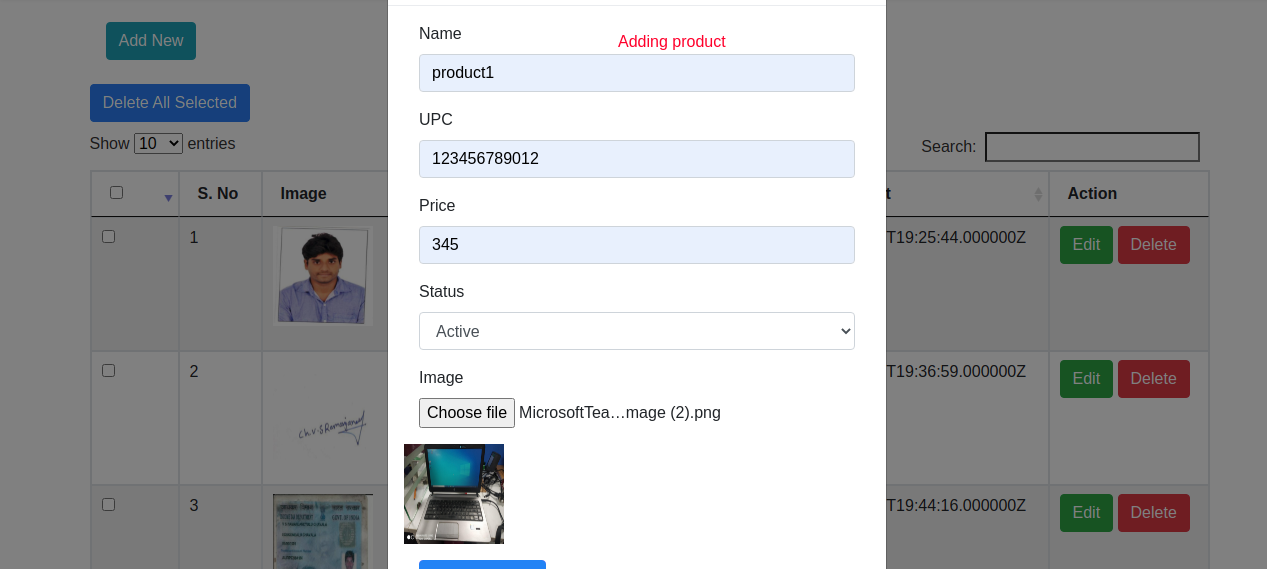 Add New
Delete All Selected
Show 10 entries
Search:
S. No
Image
t
Action
1
T19:25:44.000000Z
Edit
Delete
2
T19:36:59.000000Z
Edit
Delete
3
T19:44:16.000000Z
Edit
Delete
Name
Adding product
product1
UPC
123456789012
Price
345
Status
Active
Image
Choose file MicrosoftTea…mage (2).png